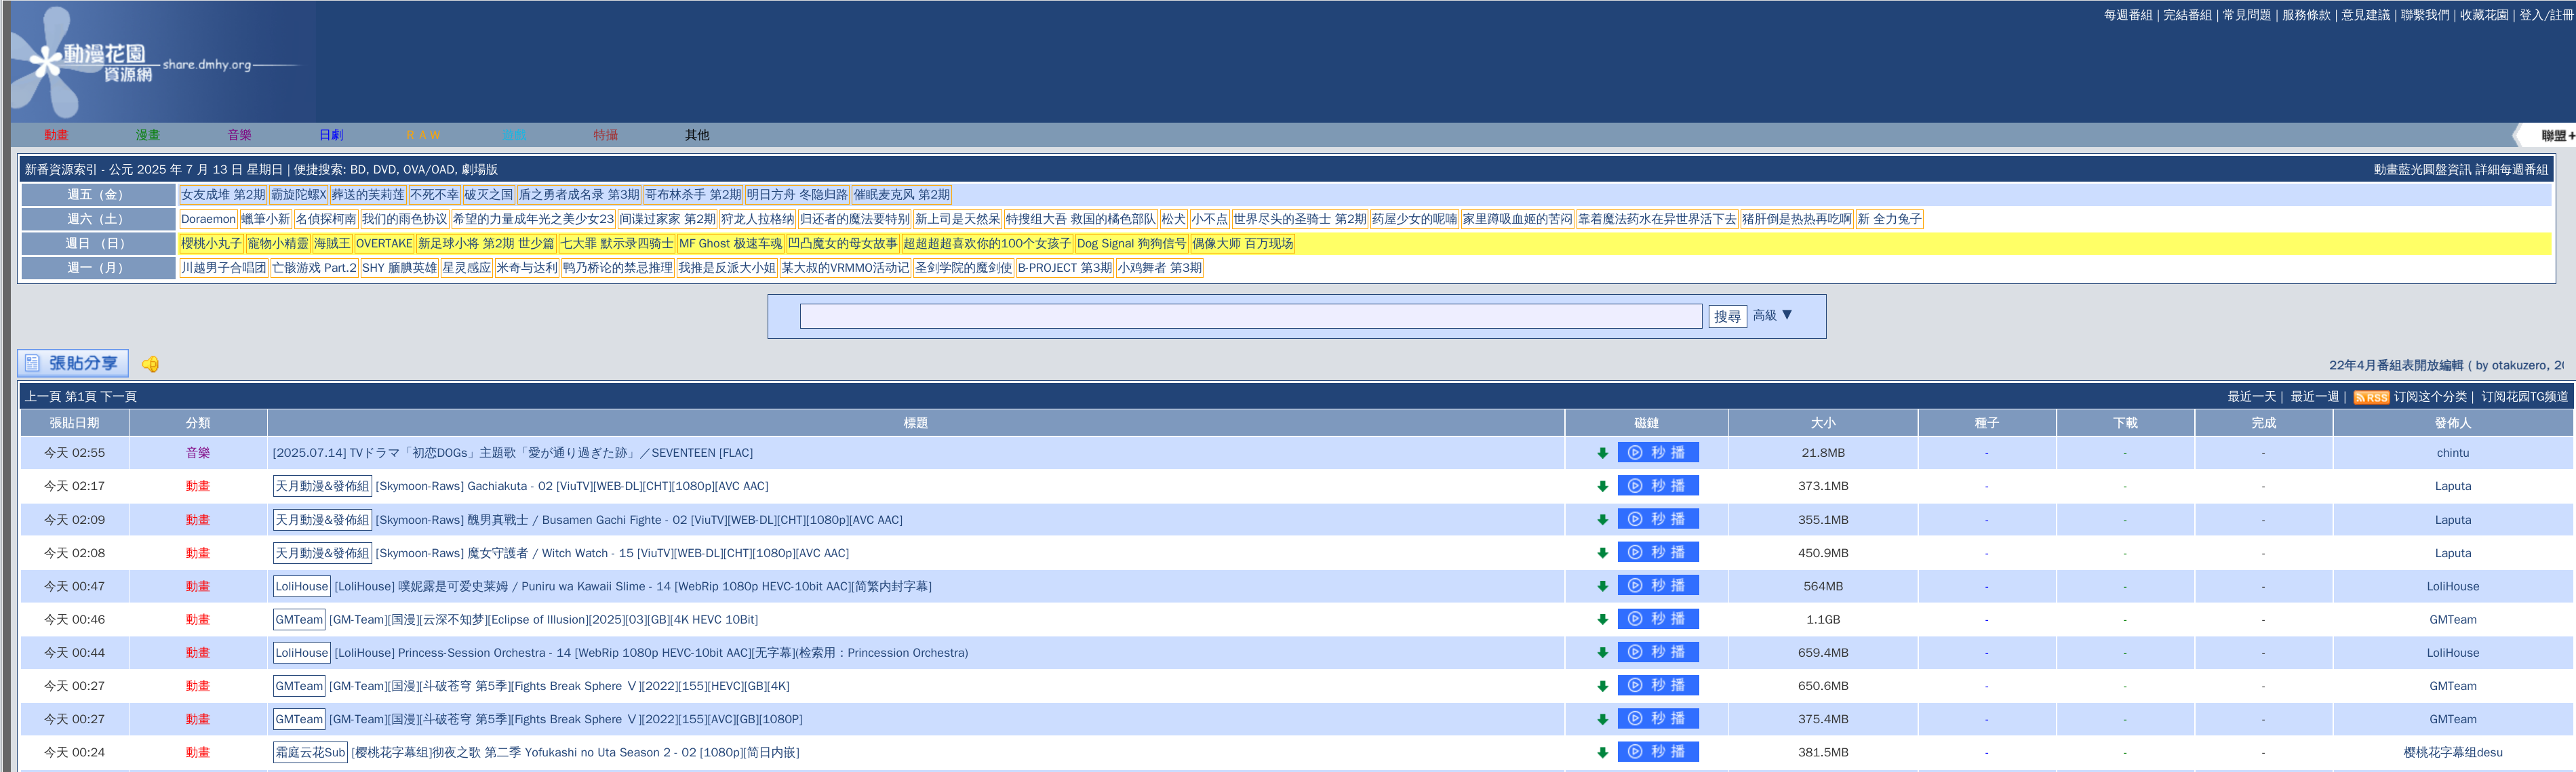 每週番組 | 完結番組 | 常見問題 | 服務條款 | 意見建議 | 聯繫我們 | 收藏花園 | 登入/註冊
動漫花園
資源網
share.dmhy.org
動畫 漫畫 音樂 日劇 ＲＡＷ 遊戲 特攝 其他 聯盟+
新番資源索引 - 公元 2025 年 7 月 13 日 星期日 | 便捷搜索: BD, DVD, OVA/OAD, 劇場版 動畫藍光圓盤資訊 詳細每週番組
週五（金） 女友成堆 第2期 霸旋陀螺X 葬送的芙莉莲 不死不幸 破灭之国 盾之勇者成名录 第3期 哥布林杀手 第2期 明日方舟 冬隐归路 催眠麦克风 第2期
週六（土） Doraemon 蠟筆小新 名偵探柯南 我们的雨色协议 希望的力量成年光之美少女23 间谍过家家 第2期 狩龙人拉格纳 归还者的魔法要特别 新上司是天然呆 特搜组大吾 救国的橘色部队 松犬 小不点 世界尽头的圣骑士 第2期 药屋少女的呢喃 家里蹲吸血姬的苦闷 靠着魔法药水在异世界活下去 猪肝倒是热热再吃啊 新 全力兔子
週日 （日） 櫻桃小丸子 寵物小精靈 海賊王 OVERTAKE 新足球小将 第2期 世少篇 七大罪 默示录四骑士 MF Ghost 极速车魂 凹凸魔女的母女故事 超超超超喜欢你的100个女孩子 Dog Signal 狗狗信号 偶像大师 百万现场
週一（月） 川越男子合唱团 亡骸游戏 Part.2 SHY 腼腆英雄 星灵感应 米奇与达利 鸭乃桥论的禁忌推理 我推是反派大小姐 某大叔的VRMMO活动记 圣剑学院的魔剑使 B-PROJECT 第3期 小鸡舞者 第3期
搜尋 高級 ▼
張貼分享 22年4月番組表開放編輯 ( by otakuzero, 20
上一頁 第1頁 下一頁 最近一天 | 最近一週 | RSS 订阅这个分类 | 订阅花园TG频道
張貼日期 分類 標題 磁鏈 大小 種子 下載 完成 發佈人
今天 02:55 音樂 [2025.07.14] TVドラマ「初恋DOGs」主題歌「愛が通り過ぎた跡」／SEVENTEEN [FLAC] 秒播 21.8MB - - - chintu
今天 02:17 動畫 天月動漫&發佈組 [Skymoon-Raws] Gachiakuta - 02 [ViuTV][WEB-DL][CHT][1080p][AVC AAC] 秒播 373.1MB - - - Laputa
今天 02:09 動畫 天月動漫&發佈組 [Skymoon-Raws] 醜男真戰士 / Busamen Gachi Fighte - 02 [ViuTV][WEB-DL][CHT][1080p][AVC AAC] 秒播 355.1MB - - - Laputa
今天 02:08 動畫 天月動漫&發佈組 [Skymoon-Raws] 魔女守護者 / Witch Watch - 15 [ViuTV][WEB-DL][CHT][1080p][AVC AAC] 秒播 450.9MB - - - Laputa
今天 00:47 動畫 LoliHouse [LoliHouse] 噗妮露是可爱史莱姆 / Puniru wa Kawaii Slime - 14 [WebRip 1080p HEVC-10bit AAC][简繁内封字幕] 秒播 564MB - - - LoliHouse
今天 00:46 動畫 GMTeam [GM-Team][国漫][云深不知梦][Eclipse of Illusion][2025][03][GB][4K HEVC 10Bit] 秒播 1.1GB - - - GMTeam
今天 00:44 動畫 LoliHouse [LoliHouse] Princess-Session Orchestra - 14 [WebRip 1080p HEVC-10bit AAC][无字幕](检索用：Princession Orchestra) 秒播 659.4MB - - - LoliHouse
今天 00:27 動畫 GMTeam [GM-Team][国漫][斗破苍穹 第5季][Fights Break Sphere Ⅴ][2022][155][HEVC][GB][4K] 秒播 650.6MB - - - GMTeam
今天 00:27 動畫 GMTeam [GM-Team][国漫][斗破苍穹 第5季][Fights Break Sphere Ⅴ][2022][155][AVC][GB][1080P] 秒播 375.4MB - - - GMTeam
今天 00:24 動畫 霜庭云花Sub [樱桃花字幕组]彻夜之歌 第二季 Yofukashi no Uta Season 2 - 02 [1080p][简日内嵌] 秒播 381.5MB - - - 樱桃花字幕组desu